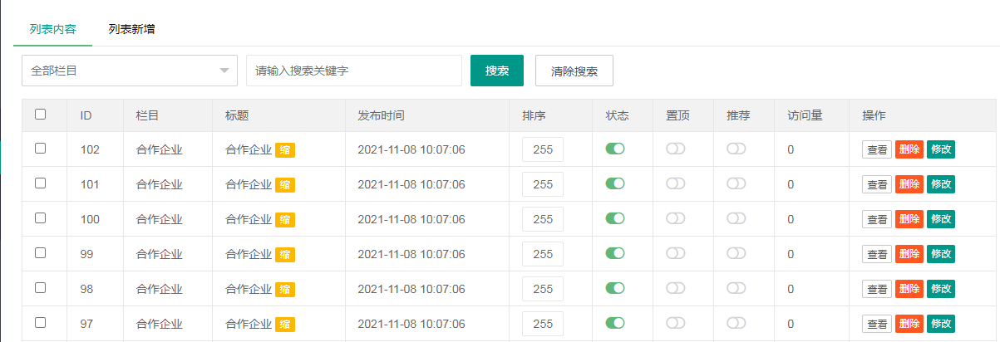 列表内容 列表新增
全部栏目 请输入搜索关键字 搜索 清除搜索
ID 栏目 标题 发布时间 排序 状态 置顶 推荐 访问量 操作
102 合作企业 合作企业 缩 2021-11-08 10:07:06 255 0 查看 删除 修改
101 合作企业 合作企业 缩 2021-11-08 10:07:06 255 0 查看 删除 修改
100 合作企业 合作企业 缩 2021-11-08 10:07:06 255 0 查看 删除 修改
99 合作企业 合作企业 缩 2021-11-08 10:07:06 255 0 查看 删除 修改
98 合作企业 合作企业 缩 2021-11-08 10:07:06 255 0 查看 删除 修改
97 合作企业 合作企业 缩 2021-11-08 10:07:06 255 0 查看 删除 修改